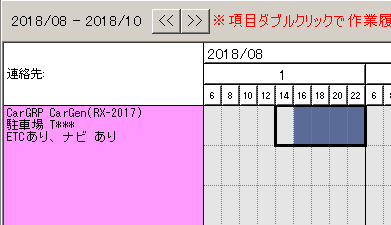 2018/08 - 2018/10 << >> ※項目ダブルクリックで作業履
2018/08
連絡先:
1
6 8 10 12 14 16 18 20 22 6 8
CarGRP CarGen(RX-2017)
駐車場 T***
ETCあり、ナビ あり